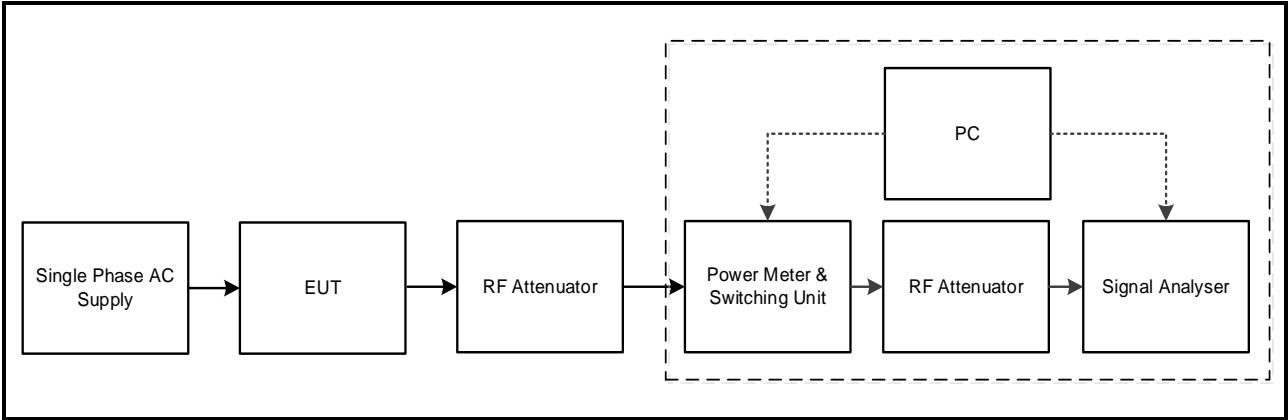 PC
Single Phase AC
Supply
EUT
RF Attenuator
Power Meter &
Switching Unit
RF Attenuator
Signal Analyser